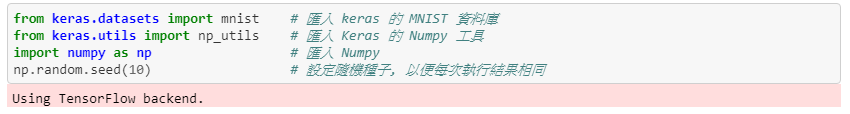 from keras.datasets import mnist    # 匯入 keras 的 MNIST 資料庫
from keras.utils import np_utils    # 匯入 Keras 的 Numpy 工具
import numpy as np                  # 匯入 Numpy
np.random.seed(10)                  # 設定隨機種子, 以便每次執行結果相同
Using TensorFlow backend.